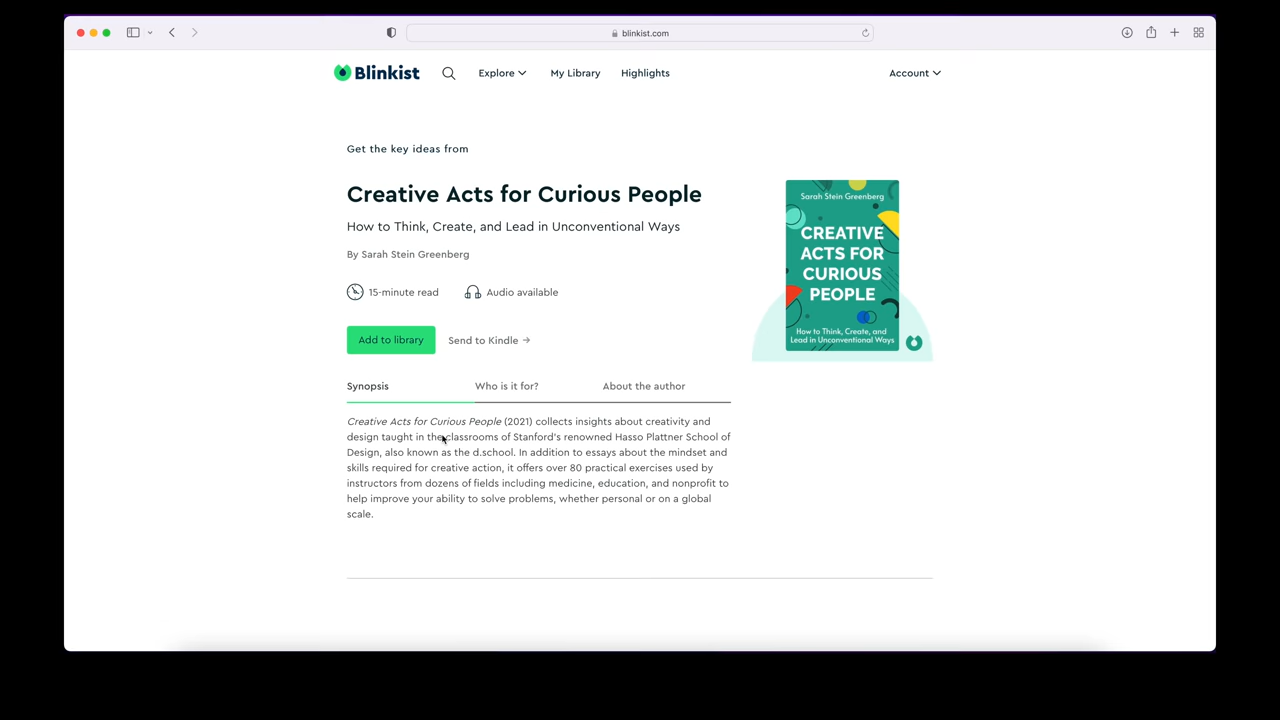 blinkist.com
Blinkist
Explore
My Library
Highlights
Account
Get the key ideas from
Creative Acts for Curious People
How to Think, Create, and Lead in Unconventional Ways
By Sarah Stein Greenberg
15-minute read
Audio available
Add to library
Send to Kindle →
Synopsis
Who is it for?
About the author
Creative Acts for Curious People (2021) collects insights about creativity and
design taught in the classrooms of Stanford's renowned Hasso Plattner School of
Design, also known as the d.school. In addition to essays about the mindset and
skills required for creative action, it offers over 80 practical exercises used by
instructors from dozens of fields including medicine, education, and nonprofit to
help improve your ability to solve problems, whether personal or on a global
scale.
Sarah Stein Greenberg
CREATIVE
ACTS FOR
CURIOUS
PEOPLE
How to Think, Create, and
Lead in Unconventional Ways